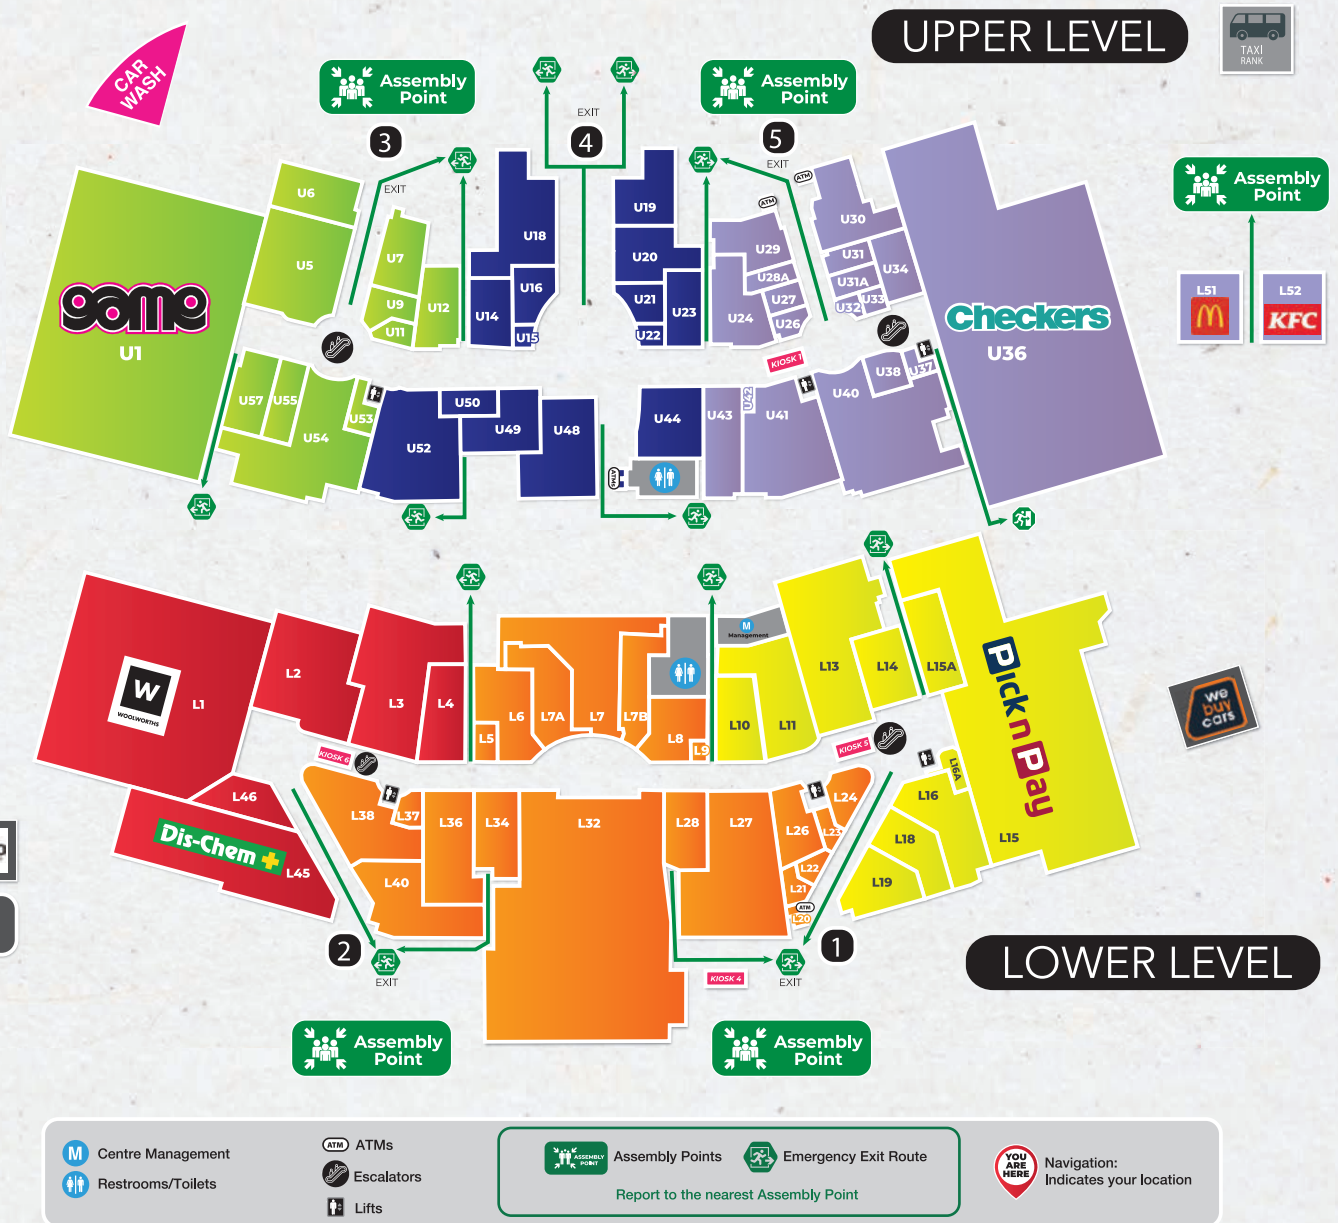 UPPER LEVEL
TAXI
RANK
CAR
WASH
Assembly
Point
Assembly
Point
Assembly
Point
EXIT
3
4
5
EXIT
EXIT
ATM
ATM
U6
U5
U7
U9
U11
U12
U18
U16
U14
U15
U19
U20
U21
U22
U23
U29
U28A
U27
U26
U24
U30
U31
U31A
U32
U33
U34
game
U1
Checkers
U36
L51
L52
KFC
KIOSK 1
U57
U55
U54
U53
U52
U50
U49
U48
U44
U43
U42
U41
U40
U38
U37
ATMs
W
WOOLWORTHS
L1
L2
L3
L4
L5
L6
L7A
L7
L7B
L8
L9
M
Management
L10
L11
L13
L14
L15A
Pick n Pay
L15
we
buy
cars
KIOSK 6
KIOSK 5
L46
Dis-Chem
L45
L38
L37
L36
L34
L40
L32
L28
L27
L26
L24
L23
L22
L21
ATM
L20
L16A
L16
L18
L19
2
EXIT
1
EXIT
KIOSK 4
LOWER LEVEL
Assembly
Point
Assembly
Point
M Centre Management
Restrooms/Toilets
ATM ATMs
Escalators
Lifts
ASSEMBLY
POINT
Assembly Points
Emergency Exit Route
Report to the nearest Assembly Point
YOU
ARE
HERE
Navigation:
Indicates your location